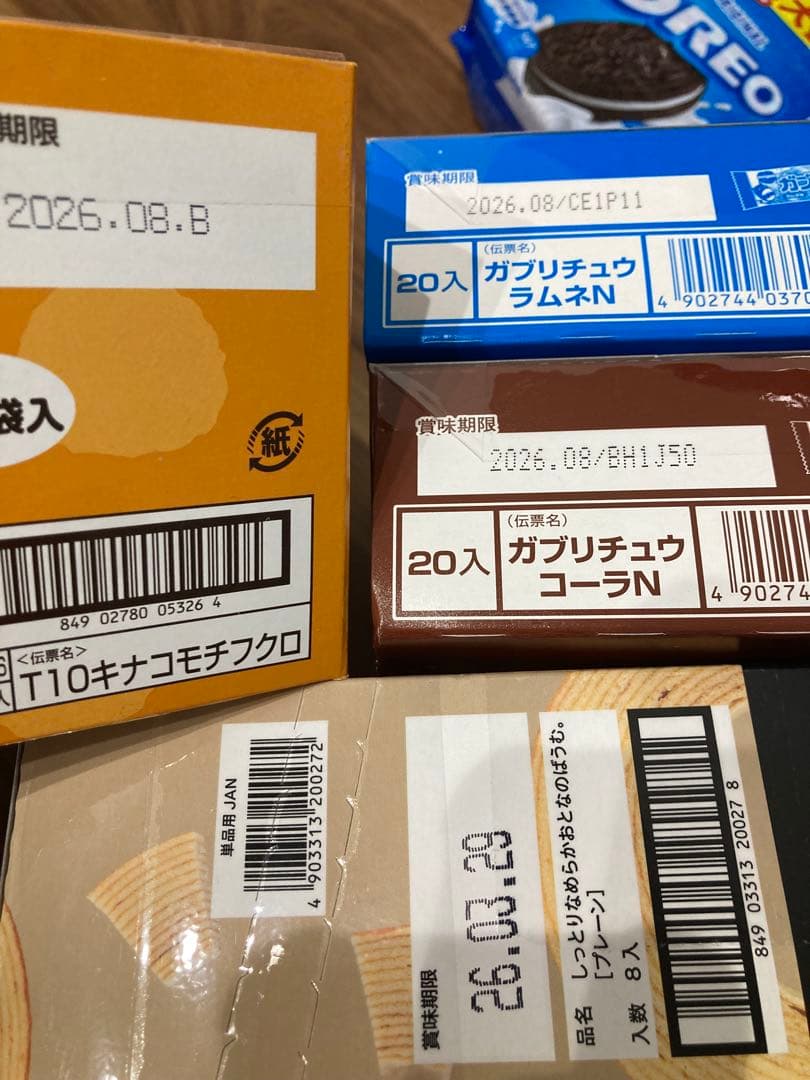 期限
2026.08.B
袋入
紙
849 02780 05326 4
<伝票名>
T10キナコモチフクロ
OREO
賞味期限
2026.08/CE1P11
20入
(伝票名)
ガブリチュウ
ラムネN
4 902744 0370
賞味期限
2026.08/BH1J50
20入
(伝票名)
ガブリチュウ
コーラN
4 90274
単品用 JAN
4 903313 200272
賞味期限
26.03.29
品名 しっとりなめらかおとなのばうむ。
[プレーン]
入数 8入
849 03313 20027 8